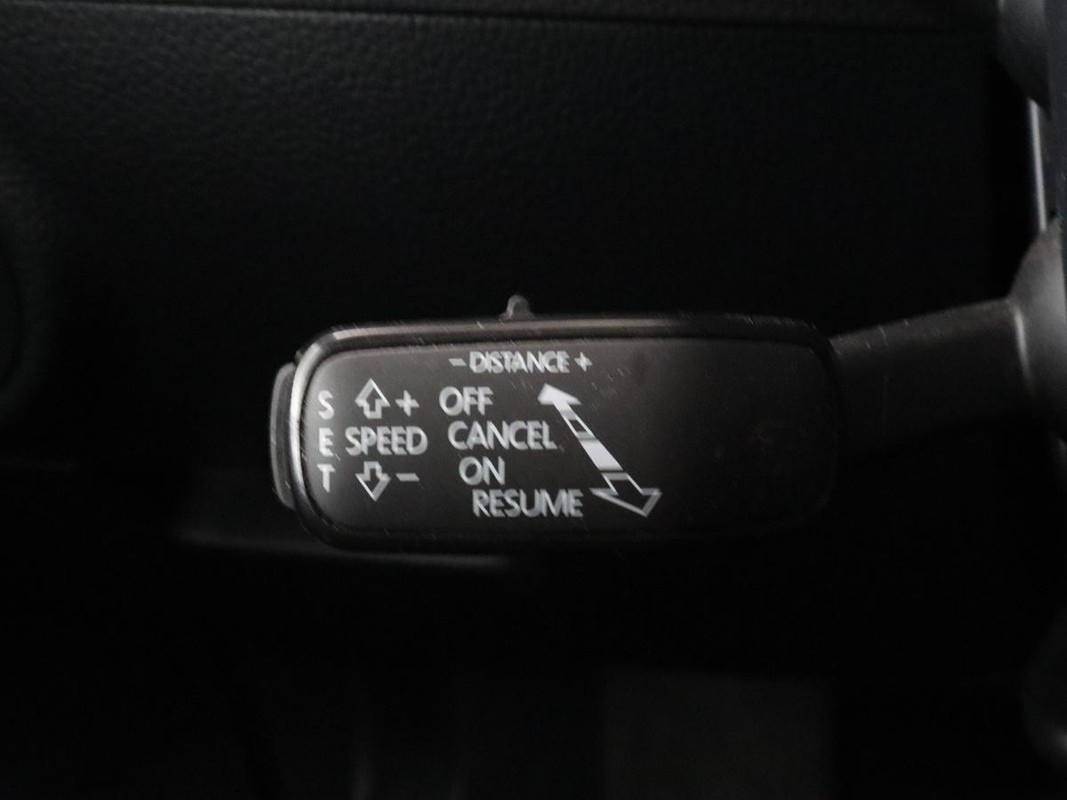 - DISTANCE +
S ⇧+ OFF
E SPEED CANCEL
T ⇩- ON
RESUME